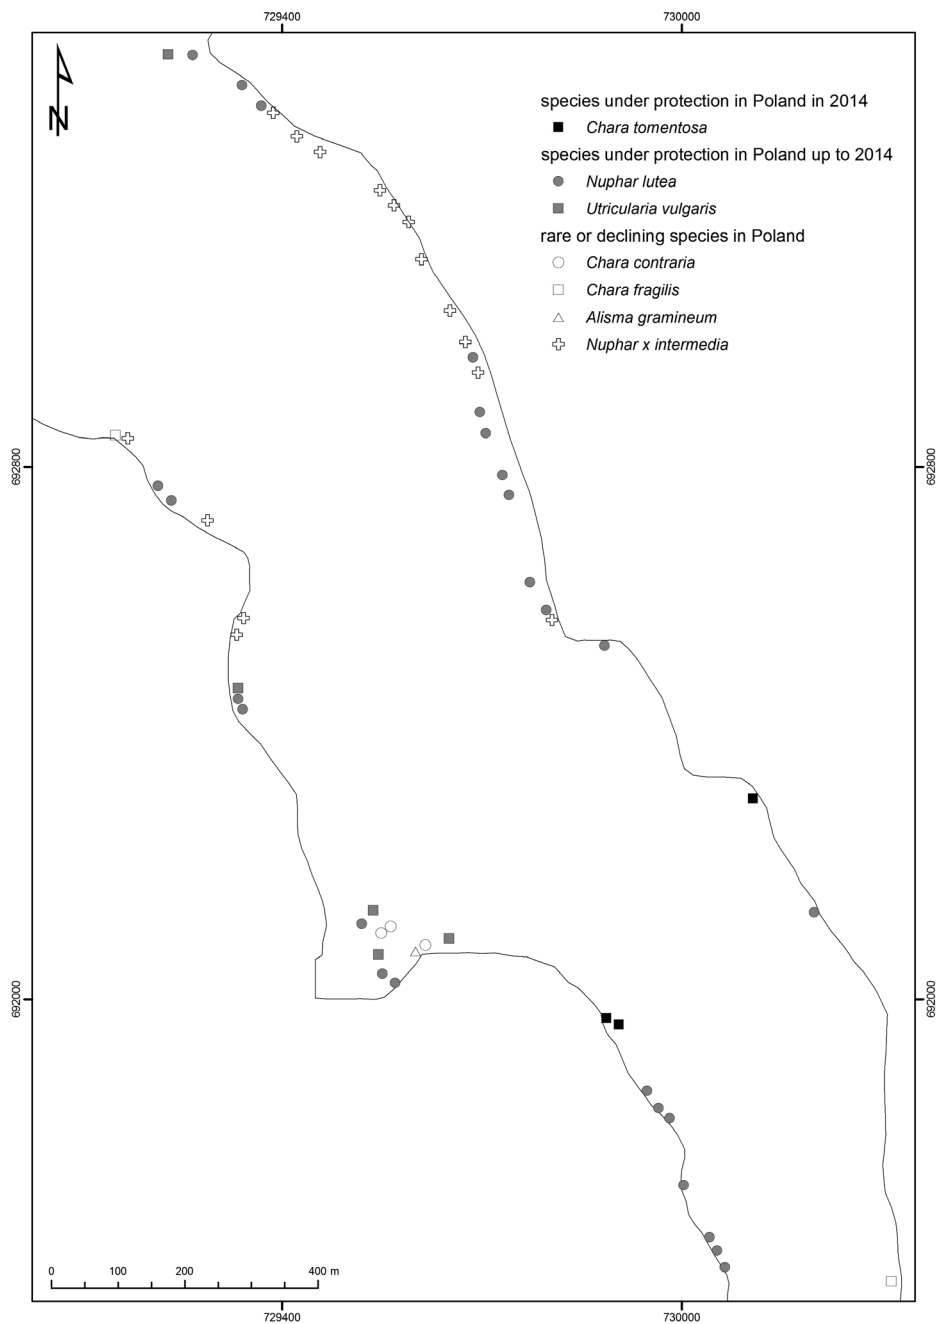 729400 730000
N
species under protection in Poland in 2014
Chara tomentosa
species under protection in Poland up to 2014
Nuphar lutea
Utricularia vulgaris
rare or declining species in Poland
Chara contraria
Chara fragilis
Alisma gramineum
Nuphar x intermedia
692800 692800
692000 692000
0 100 200 400 m
729400 730000